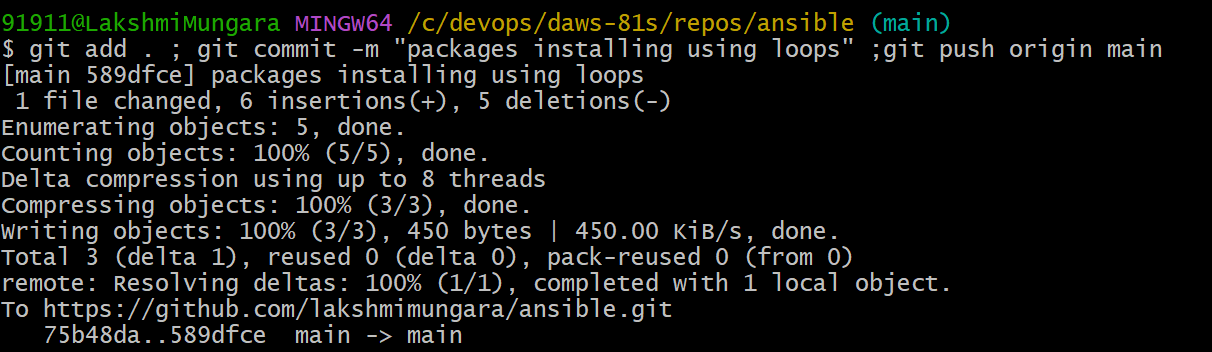 91911@LakshmiMungara MINGW64 /c/devops/daws-81s/repos/ansible (main)
$ git add . ; git commit -m "packages installing using loops" ;git push origin main
[main 589dfce] packages installing using loops
 1 file changed, 6 insertions(+), 5 deletions(-)
Enumerating objects: 5, done.
Counting objects: 100% (5/5), done.
Delta compression using up to 8 threads
Compressing objects: 100% (3/3), done.
Writing objects: 100% (3/3), 450 bytes | 450.00 KiB/s, done.
Total 3 (delta 1), reused 0 (delta 0), pack-reused 0 (from 0)
remote: Resolving deltas: 100% (1/1), completed with 1 local object.
To https://github.com/lakshmimungara/ansible.git
   75b48da..589dfce  main -> main